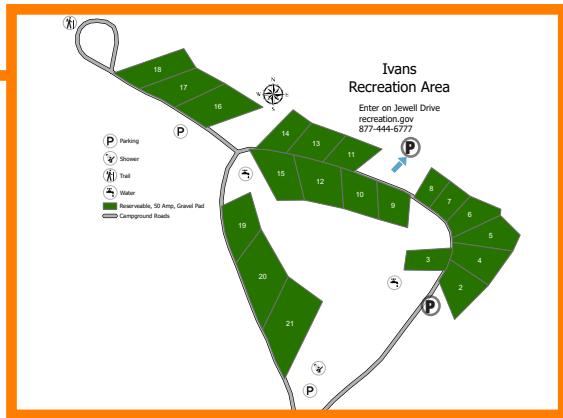 Ivans
Recreation Area
Enter on Jewell Drive
recreation.gov
877-444-6777
N
W E
S
P Parking
Shower
Trail
Water
Reserveable, 50 Amp, Gravel Pad
Campground Roads
18
17
16
P
14
13
11
P
15
12
10
9
8
7
6
5
4
3
2
P
19
20
21
P